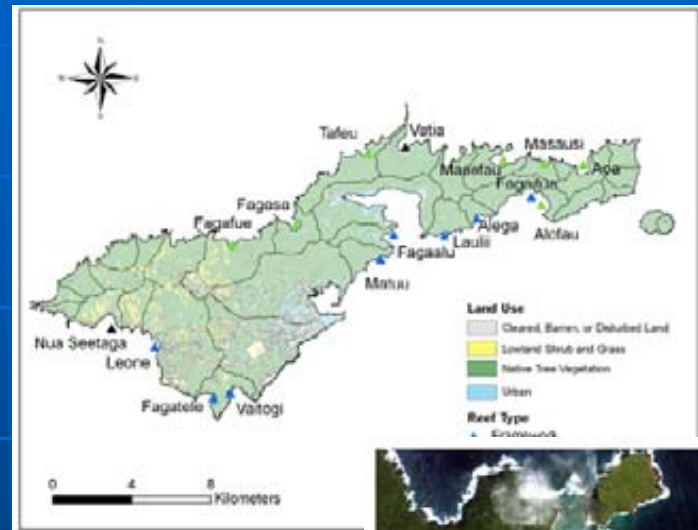 N
Vatia
Tafeu
Masausi
Masefau
Aoa
Fagaitua
Fagasa
Alega
Fagafue
Alofau
Laulii
Fagaalu
Matuu
Land Use
Cleared, Barren, or Disturbed Land
Nua Seetaga
Lowland Shrub and Grass
Leone
Native Tree Vegetation
Urban
Fagatele
Vaitogi
Reef Type
Framework
0 4 8
Kilometers